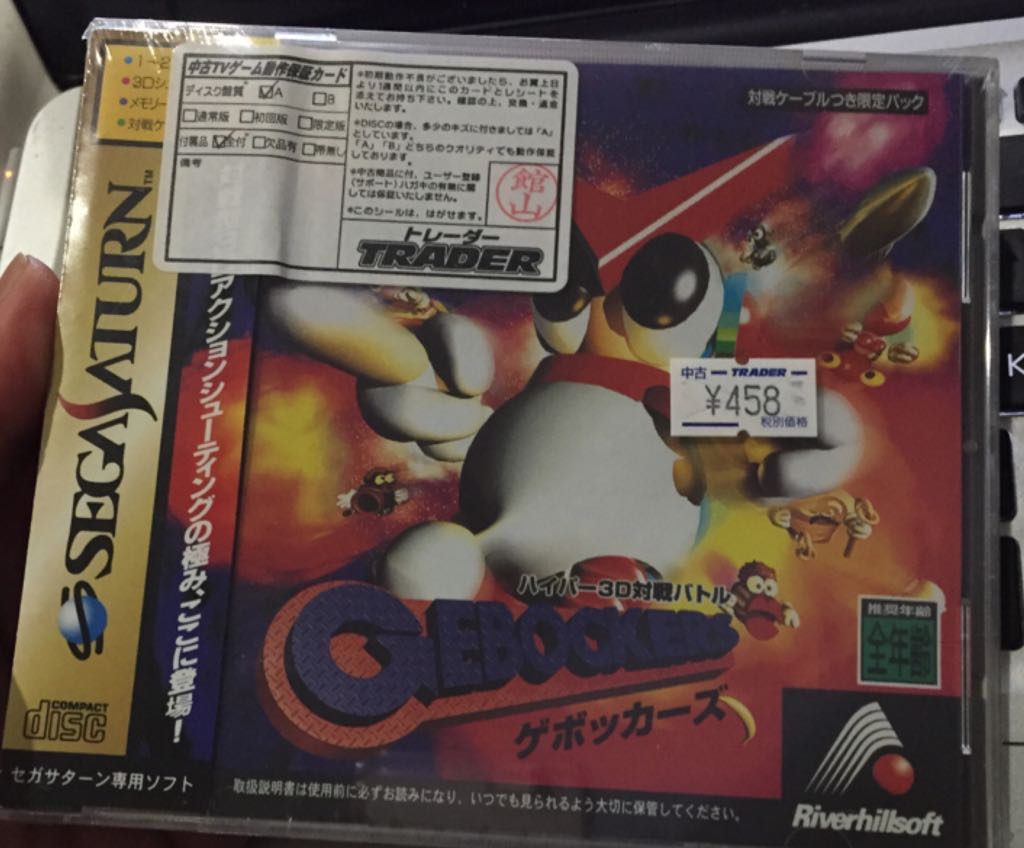 ・1〜2
・3Dシュ
・メモリー
・対戦ケ
SEGA SATURN™
COMPACT
disc
セガサターン専用ソフト
アクションシューティングの極み、ここに登場!
中古TVゲーム動作保証カード
ディスク盤質 ☑A □B
□通常版 □初回版 □限定版
付属品 ☑全付 □欠品有 □帯無し
備考
*初期動作不良がございましたら、お買上日
より1週間以内にこのカードとレシートを
添えてお持ち下さい。確認の上、交換・返金
いたします。
*DISCの場合、多少のキズに付きましては「A」
としています。
「A」「B」どちらのクオリティでも動作保証
しております。
*中古商品に付、ユーザー登録
(サポート)ハガキの有無に関
しては保証いたしません。
*このシールは、はがせます。
館山
トレーダー
TRADER
対戦ケーブルつき限定パック
中古 TRADER
¥458
税別価格
ハイパー3D対戦バトル
GEBOCKERS
ゲボッカーズ
推奨年齢
全年齢
Riverhillsoft
取扱説明書は使用前に必ずお読みになり、いつでも見られるよう大切に保管してください。
K